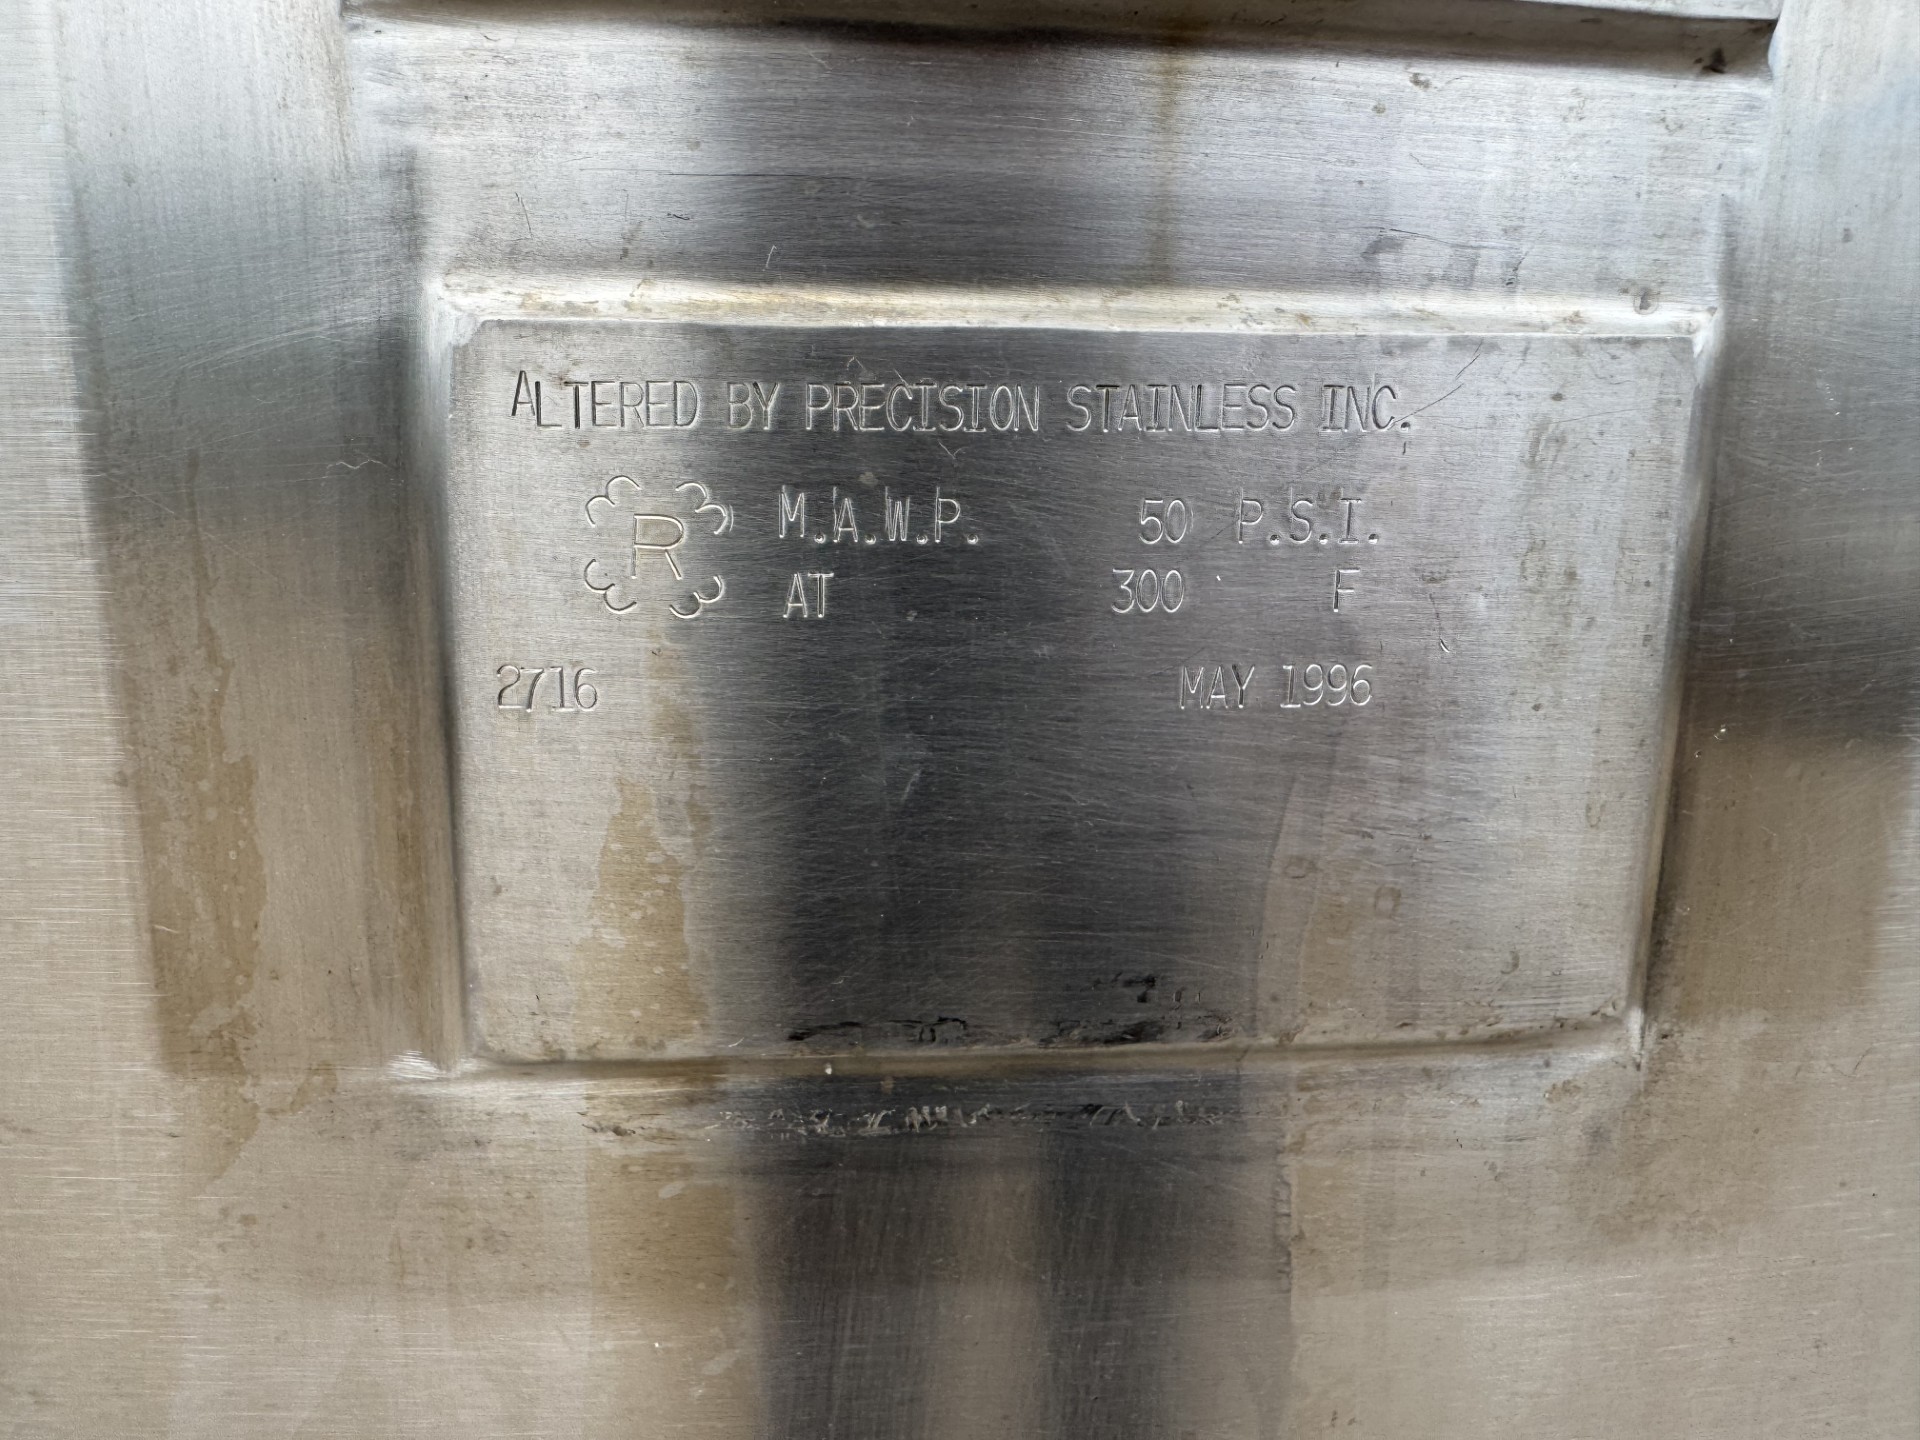 ALTERED BY PRECISION STAINLESS INC.
R M.A.W.P. 50 P.S.I.
AT 300 F
2716 MAY 1996